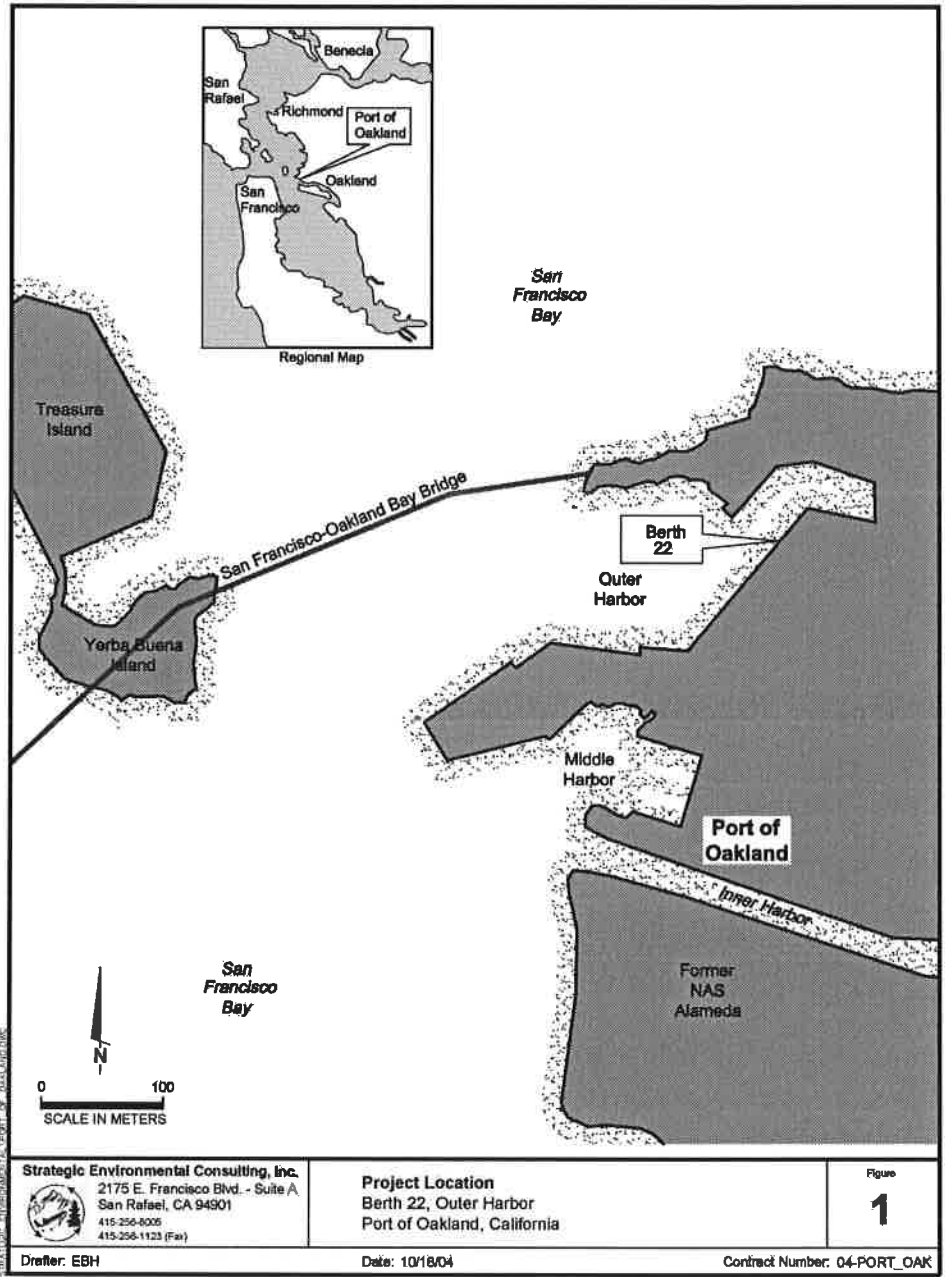 Benecia
San
Rafael
Richmond
Port of
Oakland
Oakland
San
Francisco
Regional Map
San
Francisco
Bay
Treasure
Island
San Francisco-Oakland Bay Bridge
Berth
22
Outer
Harbor
Yerba Buena
Island
Middle
Harbor
Port of
Oakland
Inner Harbor
San
Francisco
Bay
Former
NAS
Alameda
N
0 100
SCALE IN METERS
Strategic Environmental Consulting, Inc.
2175 E. Francisco Blvd. - Suite A
San Rafael, CA 94901
415-256-8005
415-256-1123 (Fax)
Project Location
Berth 22, Outer Harbor
Port of Oakland, California
Figure
1
Drafter: EBH
Date: 10/18/04
Contract Number: 04-PORT_OAK